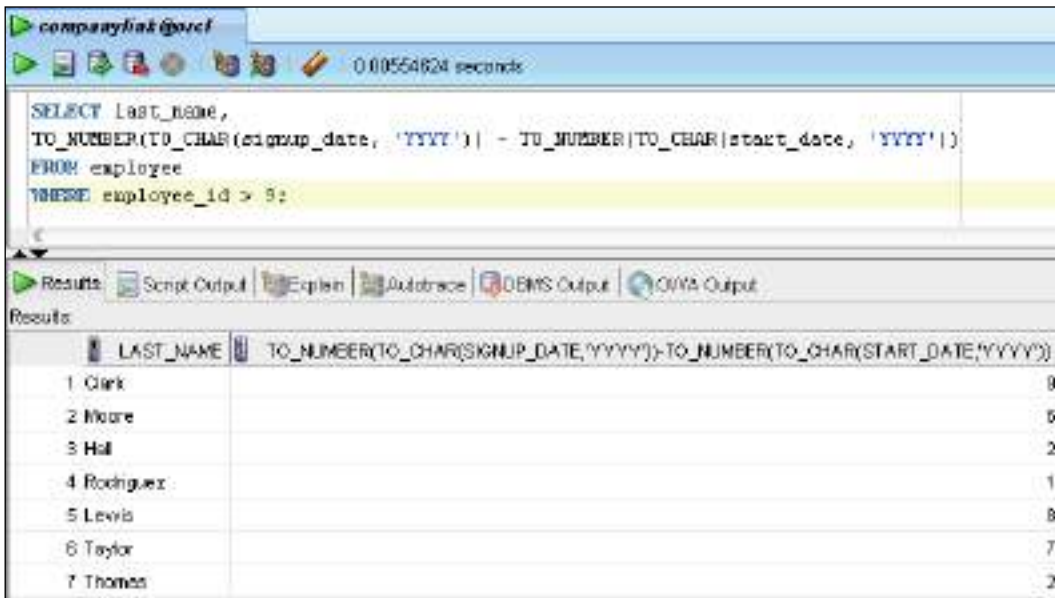 companylink@orcl
0.00554624 seconds
SELECT last_name,
TO_NUMBER(TO_CHAR(signup_date, 'YYYY')) - TO_NUMBER(TO_CHAR(start_date, 'YYYY'))
FROM employee
WHERE employee_id > 9;
Results Script Output Explain Autotrace DBMS Output OWA Output
Results:
LAST_NAME TO_NUMBER(TO_CHAR(SIGNUP_DATE,'YYYY'))-TO_NUMBER(TO_CHAR(START_DATE,'YYYY'))
1 Clark 9
2 Moore
3 Hall 2
4 Rodriguez 1
5 Lewis 8
6 Taylor 7
7 Thomas 2